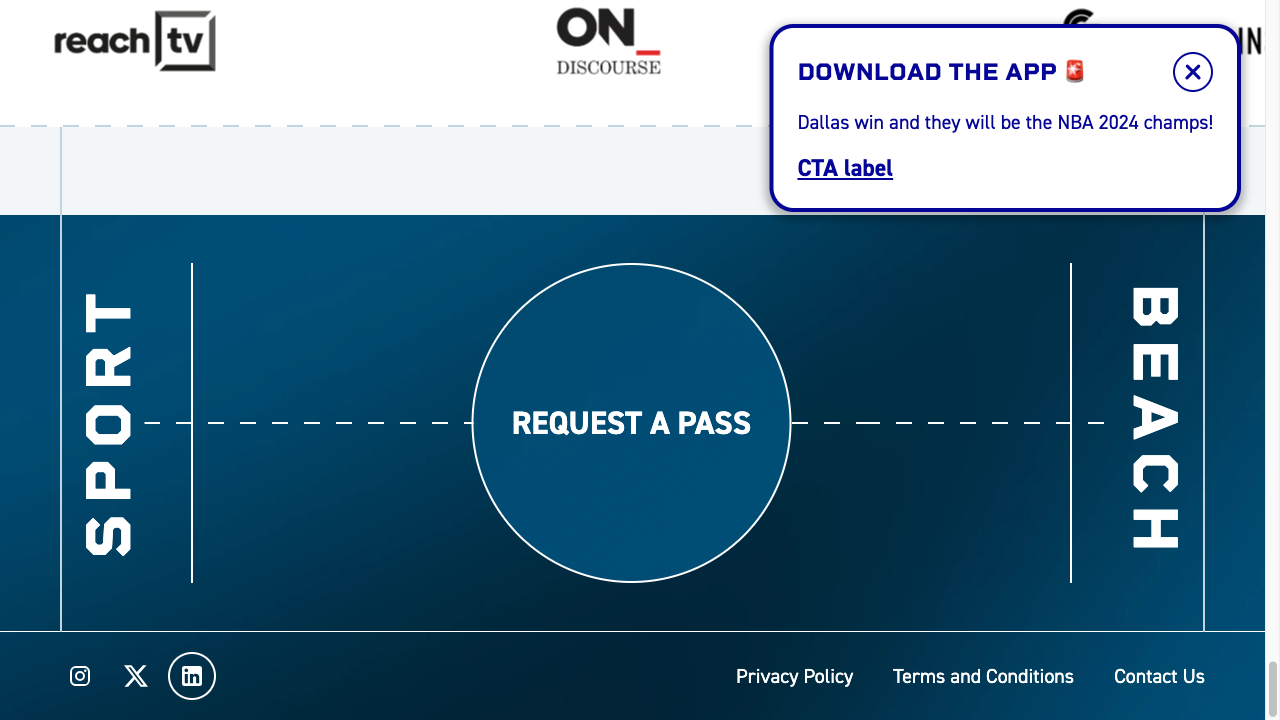 reach tv
ON_
DISCOURSE
IN
DOWNLOAD THE APP 🚨
Dallas win and they will be the NBA 2024 champs!
CTA label
SPORT
REQUEST A PASS
BEACH
Privacy Policy
Terms and Conditions
Contact Us